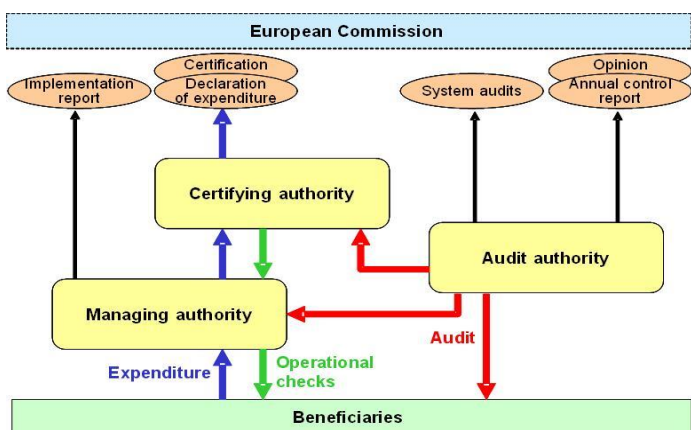 European Commission
Certification
Opinion
Implementation
report
Declaration
of expenditure
System audits
Annual control
report
Certifying authority
Audit authority
Managing authority
Audit
Expenditure
Operational
checks
Beneficiaries